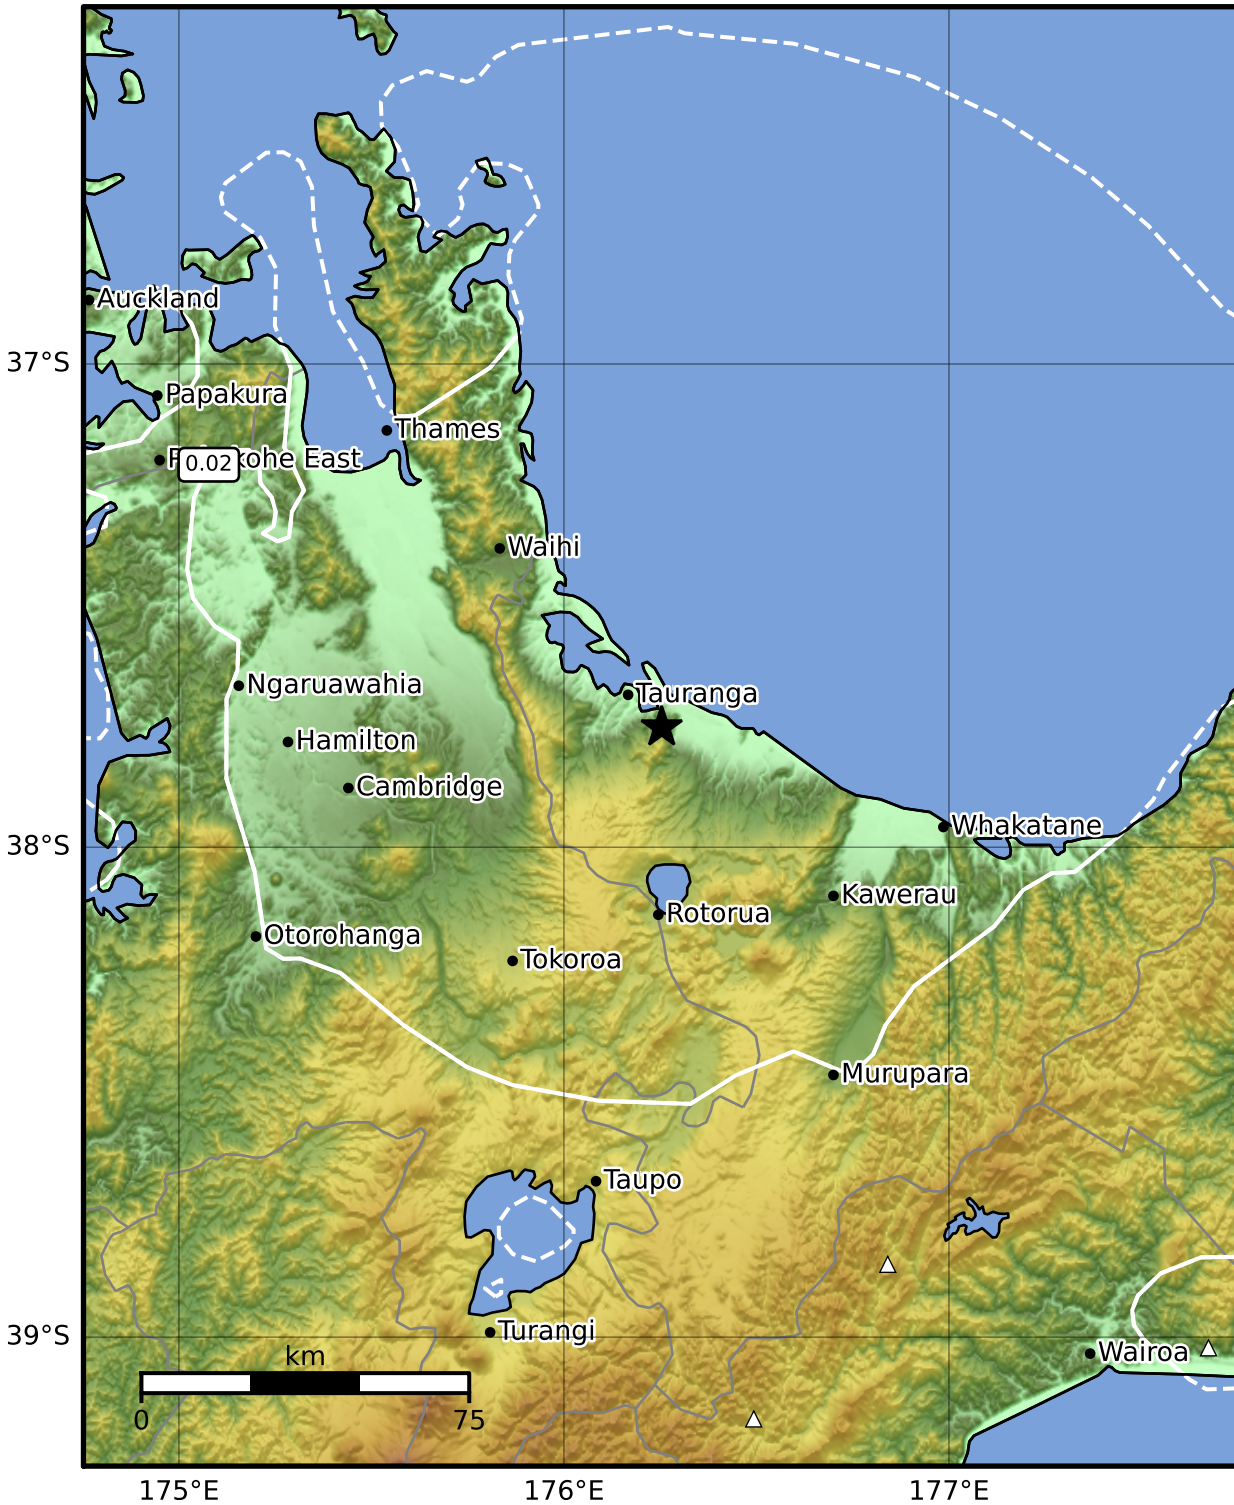 Auckland
37°S
Papakura
Thames
kohe East
0.02
Waihi
Ngaruawahia
Tauranga
Hamilton
Cambridge
Whakatane
38°S
Kawerau
Rotorua
Otorohanga
Tokoroa
Murupara
Taupo
Turangi
39°S
Wairoa
km
0
75
175°E
176°E
177°E